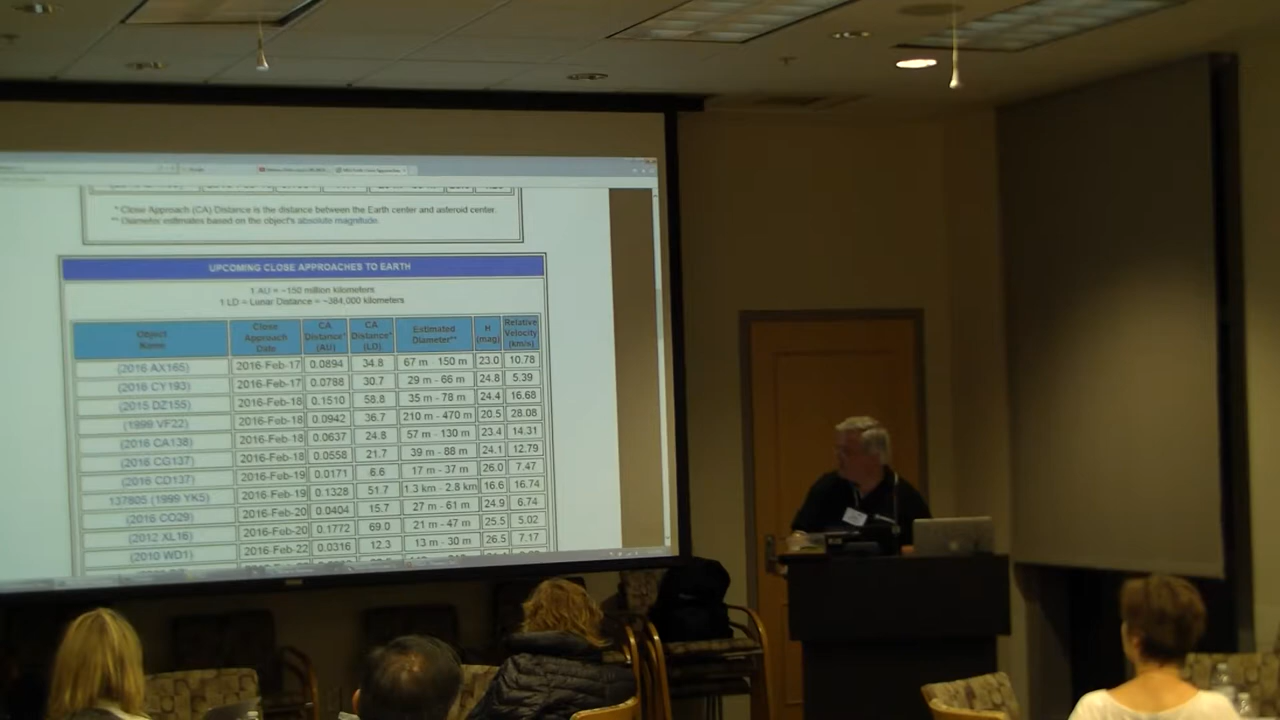 * Close Approach (CA) Distance is the distance between the Earth center and asteroid center.
** Diameter estimates based on the object's absolute magnitude.
UPCOMING CLOSE APPROACHES TO EARTH
1 AU = ~150 million kilometers
1 LD = Lunar Distance = ~384,000 kilometers
Object Name | Close Approach Date | CA Distance* (AU) | CA Distance* (LD) | Estimated Diameter** | H (mag) | Relative Velocity (km/s)
(2016 AX165) 2016-Feb-17 0.0894 34.8 67 m - 150 m 23.0 10.78
(2016 CY193) 2016-Feb-17 0.0788 30.7 29 m - 66 m 24.8 5.39
(2015 DZ155) 2016-Feb-18 0.1510 58.8 35 m - 78 m 24.4 16.68
(1999 VF22) 2016-Feb-18 0.0942 36.7 210 m - 470 m 20.5 28.08
(2016 CA138) 2016-Feb-18 0.0637 24.8 57 m - 130 m 23.4 14.31
(2016 CG137) 2016-Feb-18 0.0558 21.7 39 m - 88 m 24.1 12.79
(2016 CD137) 2016-Feb-19 0.0171 6.6 17 m - 37 m 26.0 7.47
137805 (1999 YK5) 2016-Feb-19 0.1328 51.7 1.3 km - 2.8 km 16.6 16.74
(2016 CO29) 2016-Feb-20 0.0404 15.7 27 m - 61 m 24.9 6.74
(2012 XL16) 2016-Feb-20 0.1772 69.0 21 m - 47 m 25.5 5.02
(2010 WD1) 2016-Feb-22 0.0316 12.3 13 m - 30 m 26.5 7.17